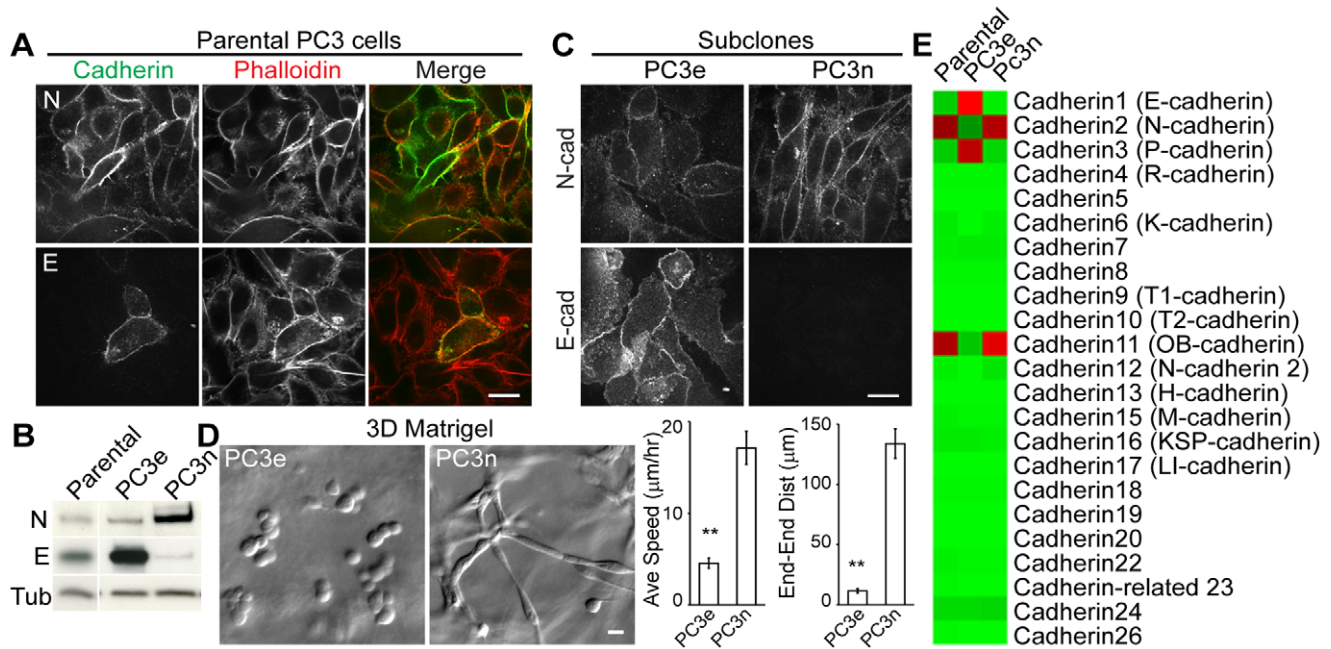 A
Parental PC3 cells
Cadherin Phalloidin Merge
N
E
C
Subclones
PC3e PC3n
N-cad
E-cad
B
Parental PC3e PC3n
N
E
Tub
D
3D Matrigel
PC3e
PC3n
Ave Speed (μm/hr)
20
10
0
**
PC3e PC3n
End-End Dist (μm)
150
100
50
0
**
PC3e PC3n
E
Parental PC3e Pc3n
Cadherin1 (E-cadherin)
Cadherin2 (N-cadherin)
Cadherin3 (P-cadherin)
Cadherin4 (R-cadherin)
Cadherin5
Cadherin6 (K-cadherin)
Cadherin7
Cadherin8
Cadherin9 (T1-cadherin)
Cadherin10 (T2-cadherin)
Cadherin11 (OB-cadherin)
Cadherin12 (N-cadherin 2)
Cadherin13 (H-cadherin)
Cadherin15 (M-cadherin)
Cadherin16 (KSP-cadherin)
Cadherin17 (LI-cadherin)
Cadherin18
Cadherin19
Cadherin20
Cadherin22
Cadherin-related 23
Cadherin24
Cadherin26